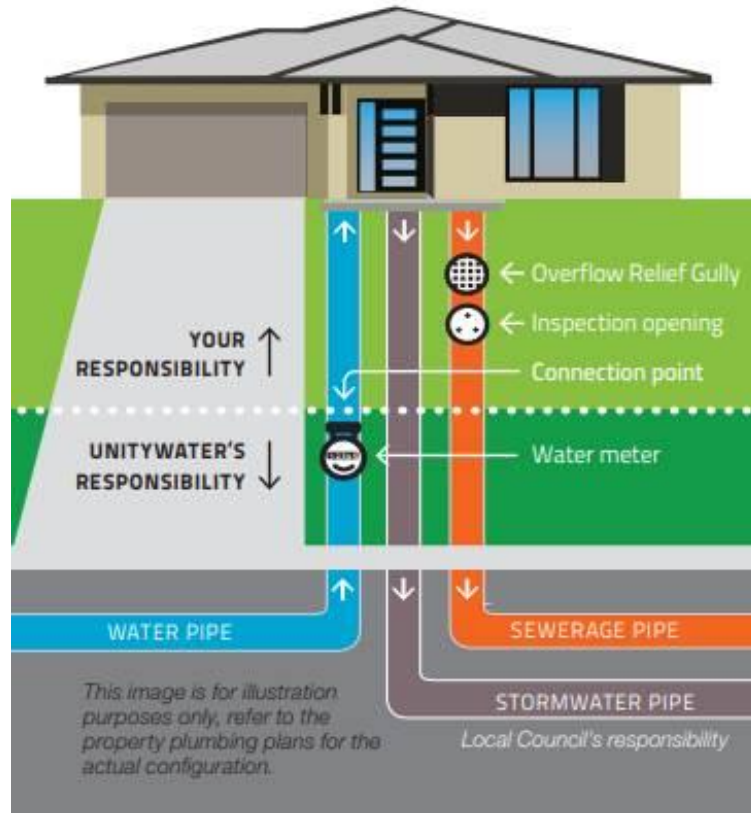 Overflow Relief Gully
Inspection opening
YOUR
RESPONSIBILITY
Connection point
UNITYWATER'S
RESPONSIBILITY
Water meter
WATER PIPE
SEWERAGE PIPE
This image is for illustration
purposes only, refer to the
property plumbing plans for the
actual configuration.
STORMWATER PIPE
Local Council's responsibility